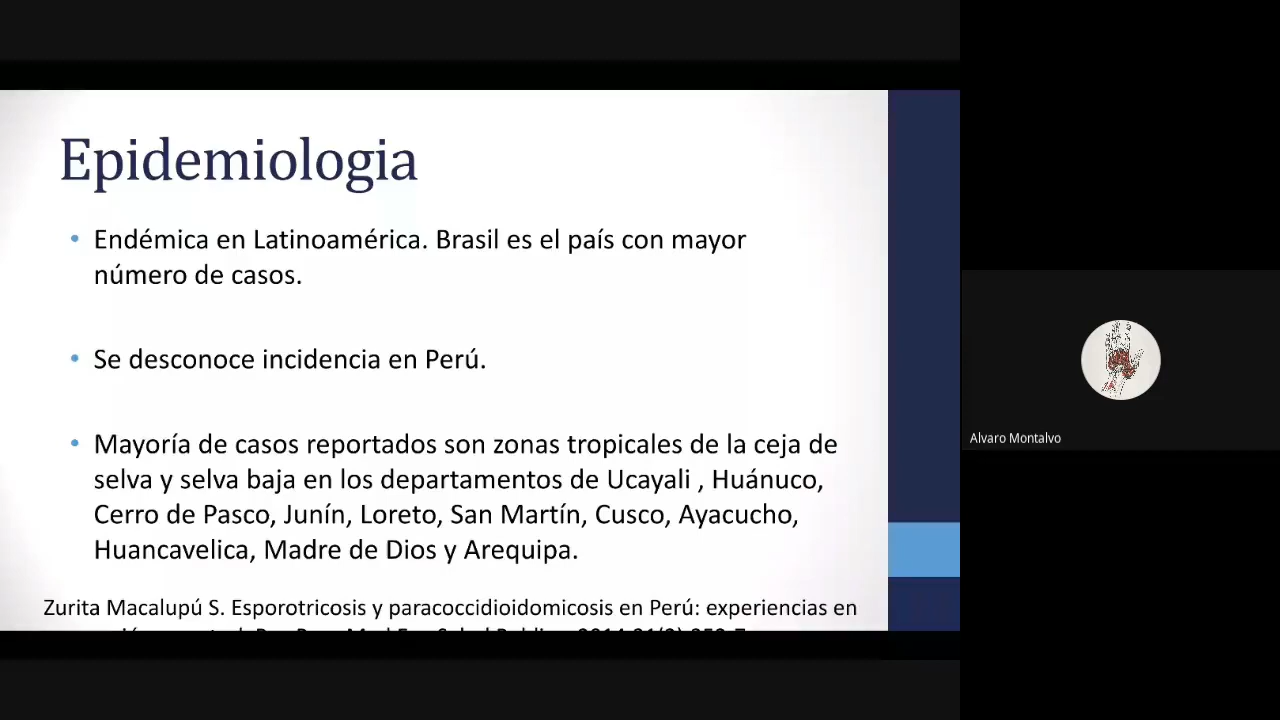 Epidemiologia
• Endémica en Latinoamérica. Brasil es el país con mayor
número de casos.
• Se desconoce incidencia en Perú.
• Mayoría de casos reportados son zonas tropicales de la ceja de
selva y selva baja en los departamentos de Ucayali , Huánuco,
Cerro de Pasco, Junín, Loreto, San Martín, Cusco, Ayacucho,
Huancavelica, Madre de Dios y Arequipa.
Zurita Macalupú S. Esporotricosis y paracoccidioidomicosis en Perú: experiencias en
Alvaro Montalvo